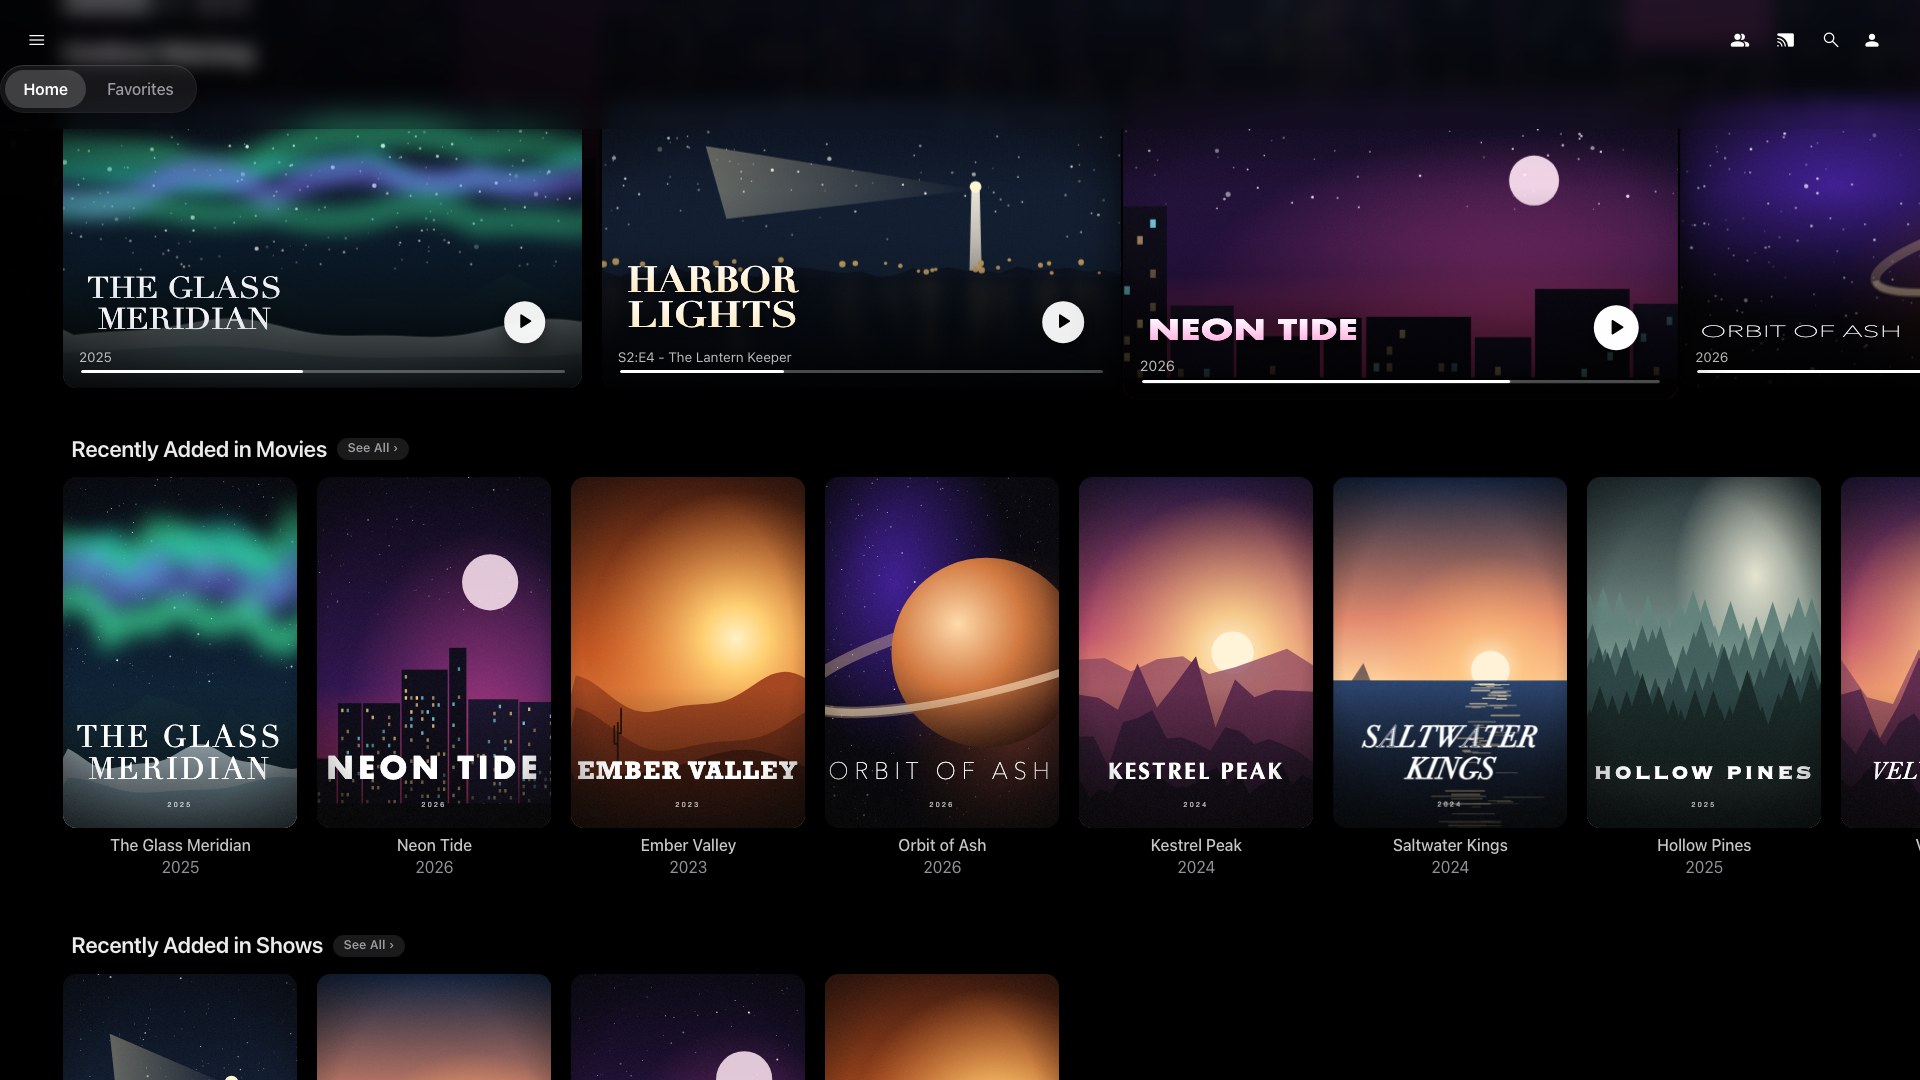 Home
Favorites
THE GLASS
MERIDIAN
2025
HARBOR
LIGHTS
S2:E4 - The Lantern Keeper
NEON TIDE
2026
ORBIT OF ASH
2026
Recently Added in Movies
See All ›
THE GLASS
MERIDIAN
2025
NEON TIDE
2026
EMBER VALLEY
2023
ORBIT OF ASH
2026
KESTREL PEAK
2024
SALTWATER
KINGS
2024
HOLLOW PINES
2025
The Glass Meridian
2025
Neon Tide
2026
Ember Valley
2023
Orbit of Ash
2026
Kestrel Peak
2024
Saltwater Kings
2024
Hollow Pines
2025
Recently Added in Shows
See All ›